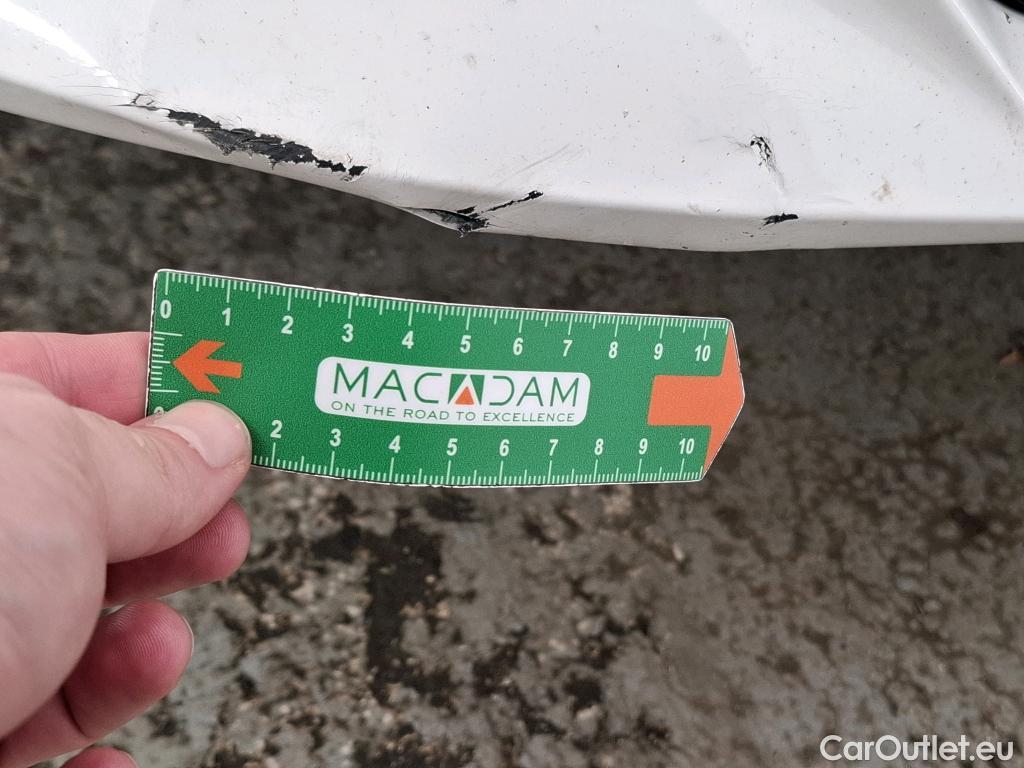 0 1 2 3 4 5 6 7 8 9 10
MACADAM
ON THE ROAD TO EXCELLENCE
2 3 4 5 6 7 8 9 10
CarOutlet.eu